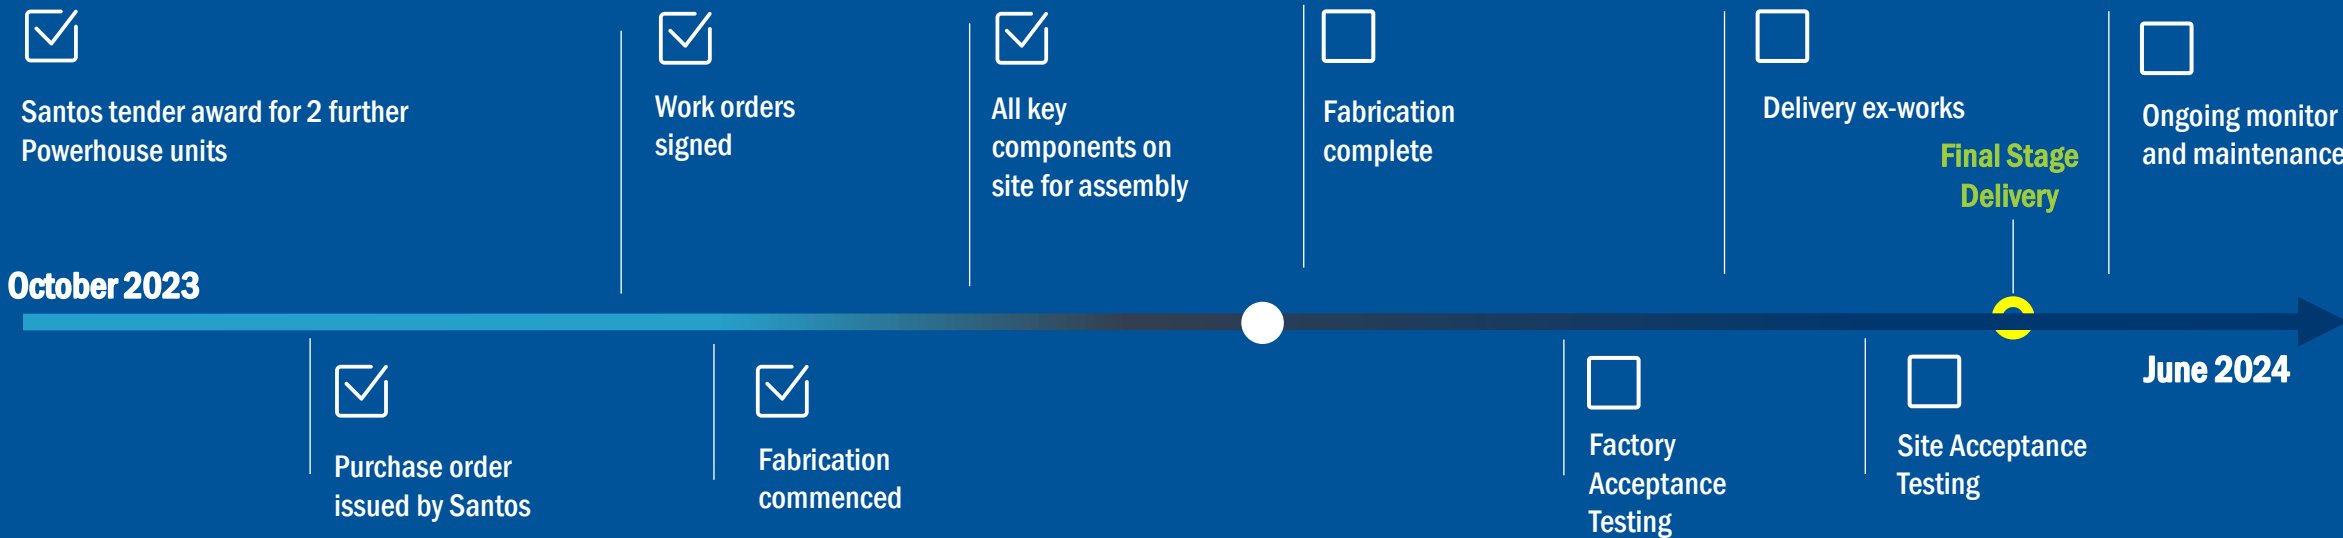 Santos tender award for 2 further
Powerhouse units
Work orders
signed
All key
components on
site for assembly
Fabrication
complete
Delivery ex-works
Final Stage
Delivery
Ongoing monitor
and maintenance
October 2023
June 2024
Purchase order
issued by Santos
Fabrication
commenced
Factory
Acceptance
Testing
Site Acceptance
Testing